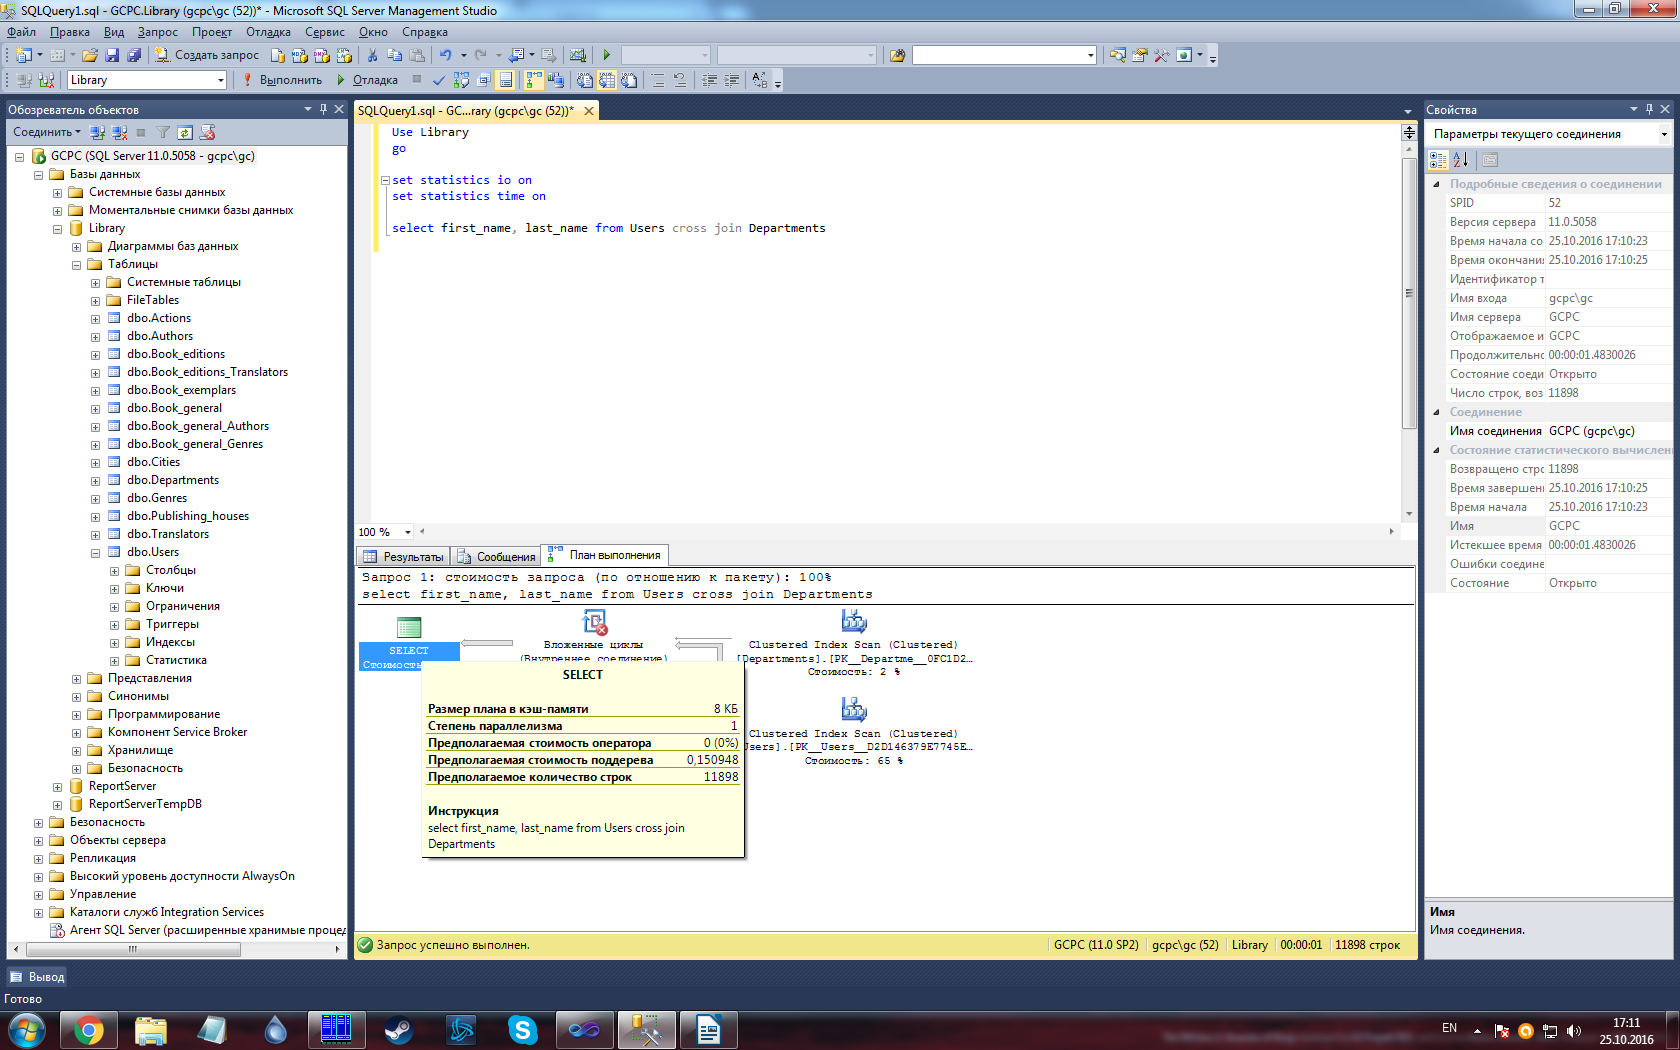 SQLQuery1.sql - GCPC.Library (gcpc\gc (52))* - Microsoft SQL Server Management Studio
Файл Правка Вид Запрос Проект Отладка Сервис Окно Справка
Создать запрос
Library Выполнить Отладка
Обозреватель объектов
Соединить
GCPC (SQL Server 11.0.5058 - gcpc\gc)
Базы данных
Системные базы данных
Моментальные снимки базы данных
Library
Диаграммы баз данных
Таблицы
Системные таблицы
FileTables
dbo.Actions
dbo.Authors
dbo.Book_editions
dbo.Book_editions_Translators
dbo.Book_exemplars
dbo.Book_general
dbo.Book_general_Authors
dbo.Book_general_Genres
dbo.Cities
dbo.Departments
dbo.Genres
dbo.Publishing_houses
dbo.Translators
dbo.Users
Столбцы
Ключи
Ограничения
Триггеры
Индексы
Статистика
Представления
Синонимы
Программирование
Компонент Service Broker
Хранилище
Безопасность
ReportServer
ReportServerTempDB
Безопасность
Объекты сервера
Репликация
Высокий уровень доступности AlwaysOn
Управление
Каталоги служб Integration Services
Агент SQL Server (расширенные хранимые процед
SQLQuery1.sql - GC...rary (gcpc\gc (52))*
Use Library
go
set statistics io on
set statistics time on
select first_name, last_name from Users cross join Departments
100 %
Результаты Сообщения План выполнения
Запрос 1: стоимость запроса (по отношению к пакету): 100%
select first_name, last_name from Users cross join Departments
SELECT
Стоимость
Вложенные циклы
(Внутреннее соединение)
Clustered Index Scan (Clustered)
[Departments].[PK__Departme__0FC1D2…
Стоимость: 2 %
Clustered Index Scan (Clustered)
Users].[PK__Users__D2D146379E7745E…
Стоимость: 65 %
SELECT
Размер плана в кэш-памяти 8 КБ
Степень параллелизма 1
Предполагаемая стоимость оператора 0 (0%)
Предполагаемая стоимость поддерева 0,150948
Предполагаемое количество строк 11898
Инструкция
select first_name, last_name from Users cross join
Departments
Запрос успешно выполнен. GCPC (11.0 SP2) gcpc\gc (52) Library 00:00:01 11898 строк
Свойства
Параметры текущего соединения
Подробные сведения о соединении
SPID 52
Версия сервера 11.0.5058
Время начала со 25.10.2016 17:10:23
Время окончани 25.10.2016 17:10:25
Идентификатор т
Имя входа gcpc\gc
Имя сервера GCPC
Отображаемое и GCPC
Продолжительно 00:00:01.4830026
Состояние соеди Открыто
Число строк, воз 11898
Соединение
Имя соединения GCPC (gcpc\gc)
Состояние статистического вычислен
Возвращено стро 11898
Время завершен 25.10.2016 17:10:25
Время начала 25.10.2016 17:10:23
Имя GCPC
Истекшее время 00:00:01.4830026
Ошибки соедине
Состояние Открыто
Имя
Имя соединения.
Вывод
Готово
EN
17:11
25.10.2016